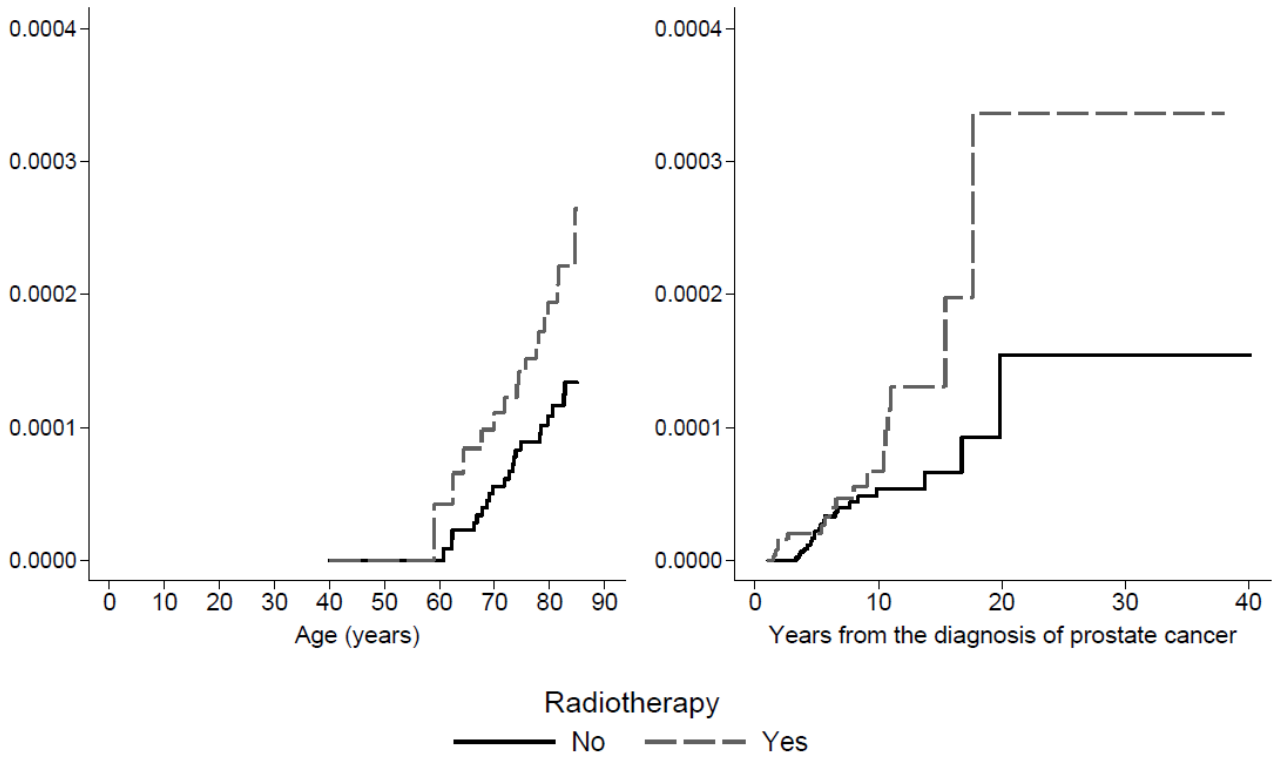 0.0004
0.0003
0.0002
0.0001
0.0000
0 10 20 30 40 50 60 70 80 90
Age (years)
0.0004
0.0003
0.0002
0.0001
0.0000
0 10 20 30 40
Years from the diagnosis of prostate cancer
Radiotherapy
No Yes